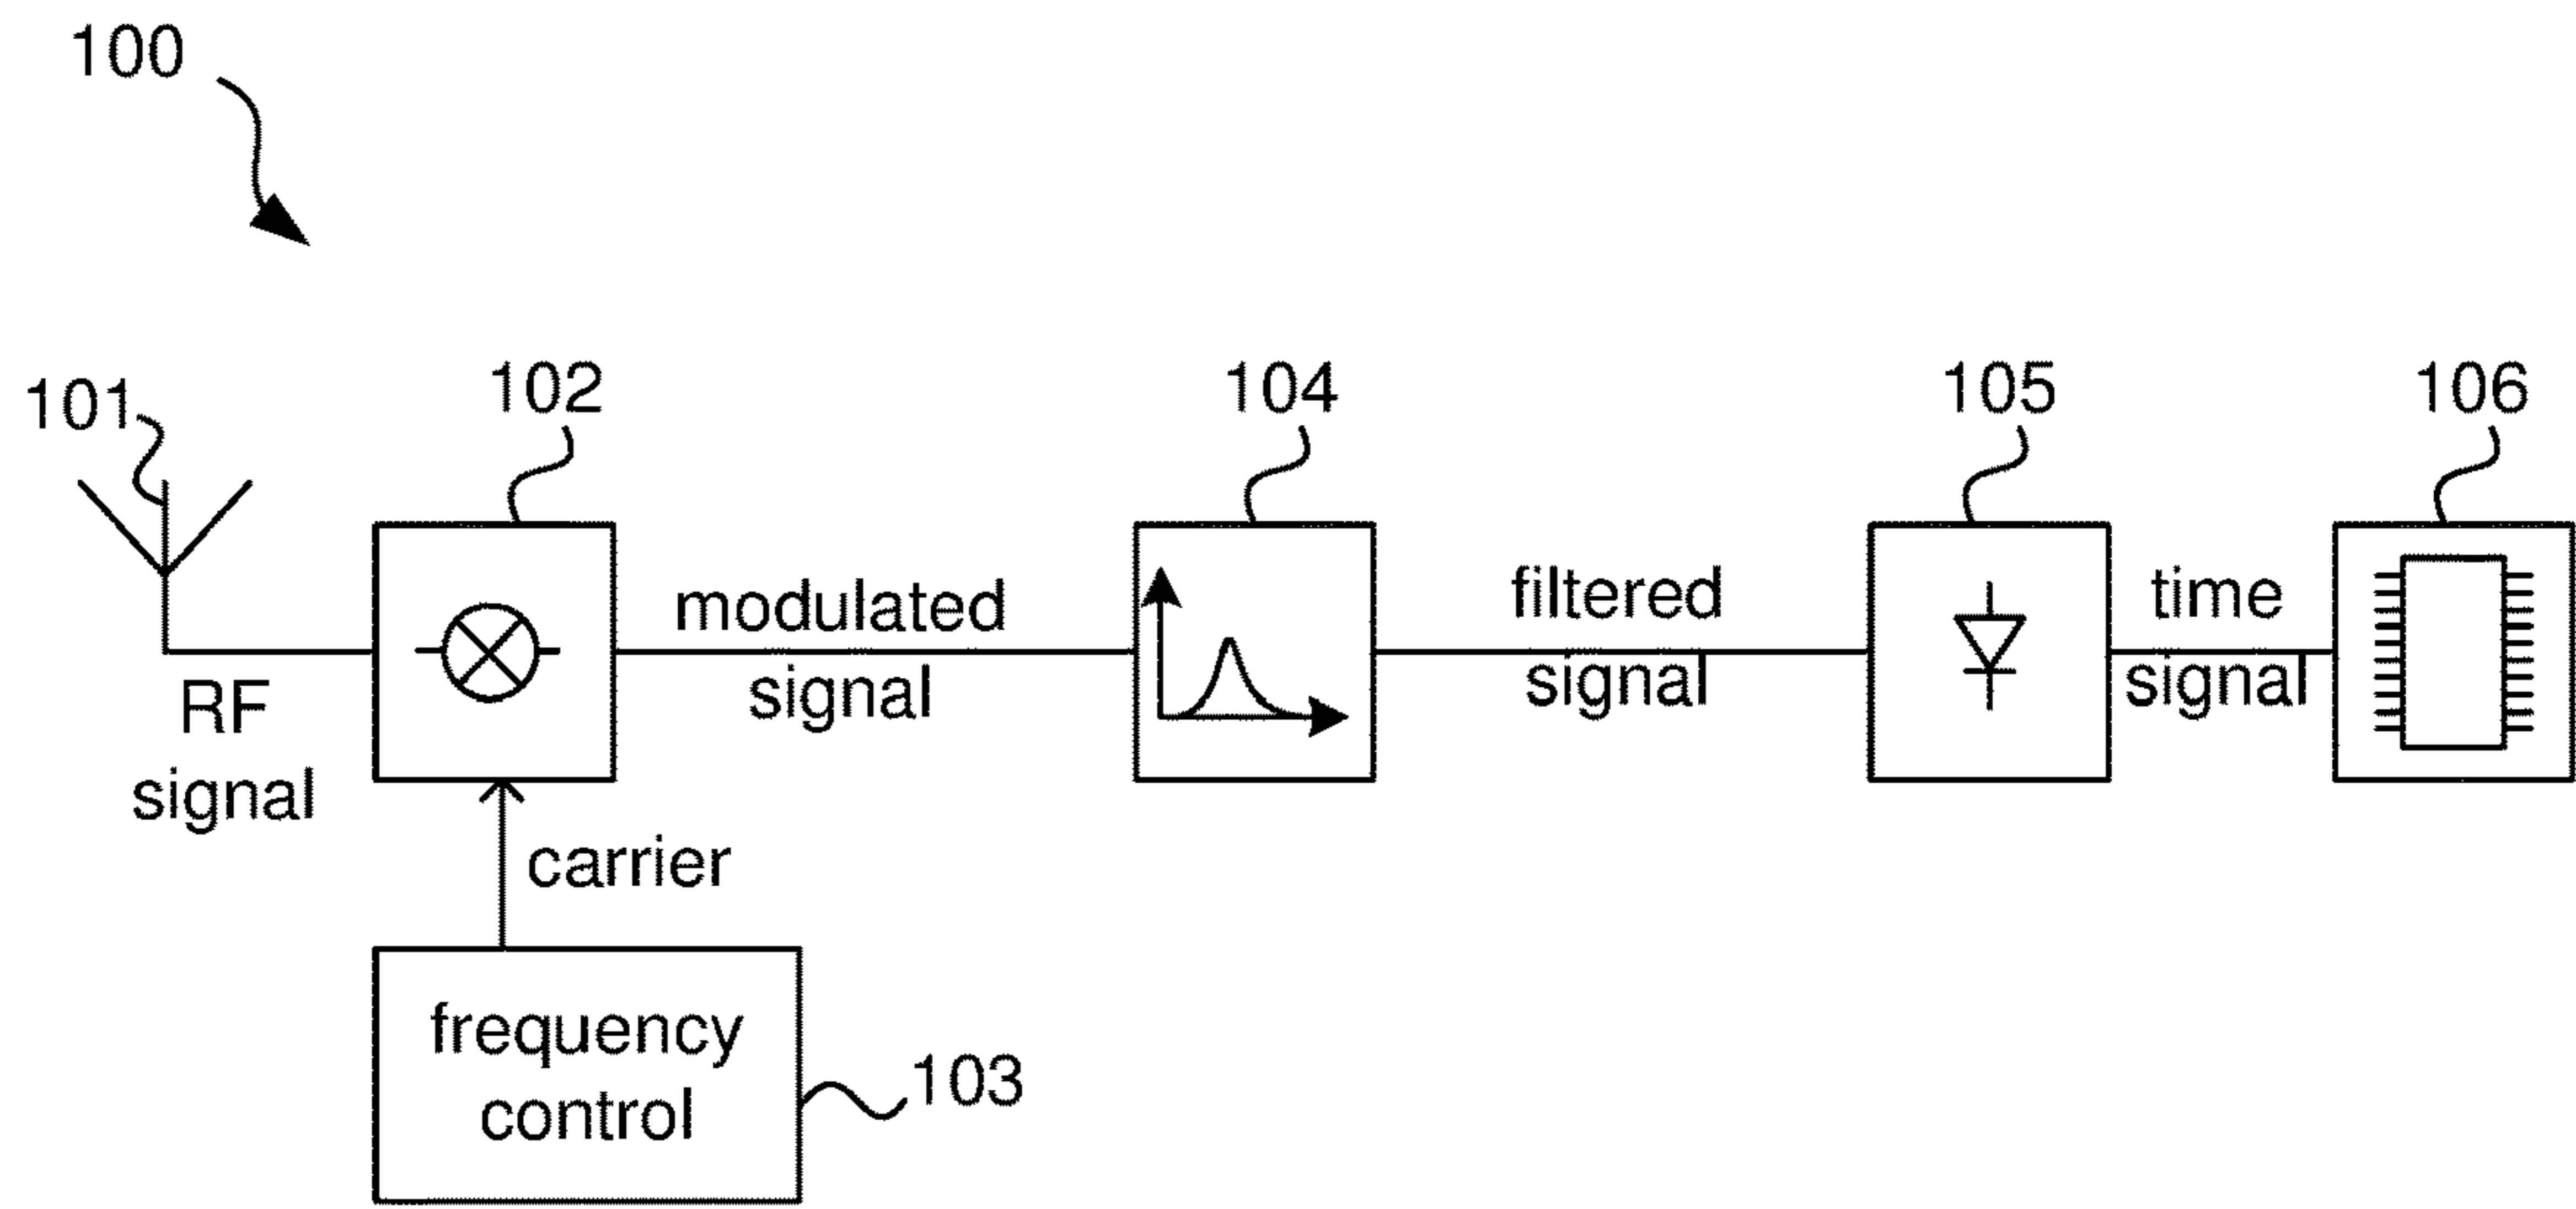 100
101
102
104
105
106
RF
signal
modulated
signal
filtered
signal
time
signal
carrier
frequency
control
103